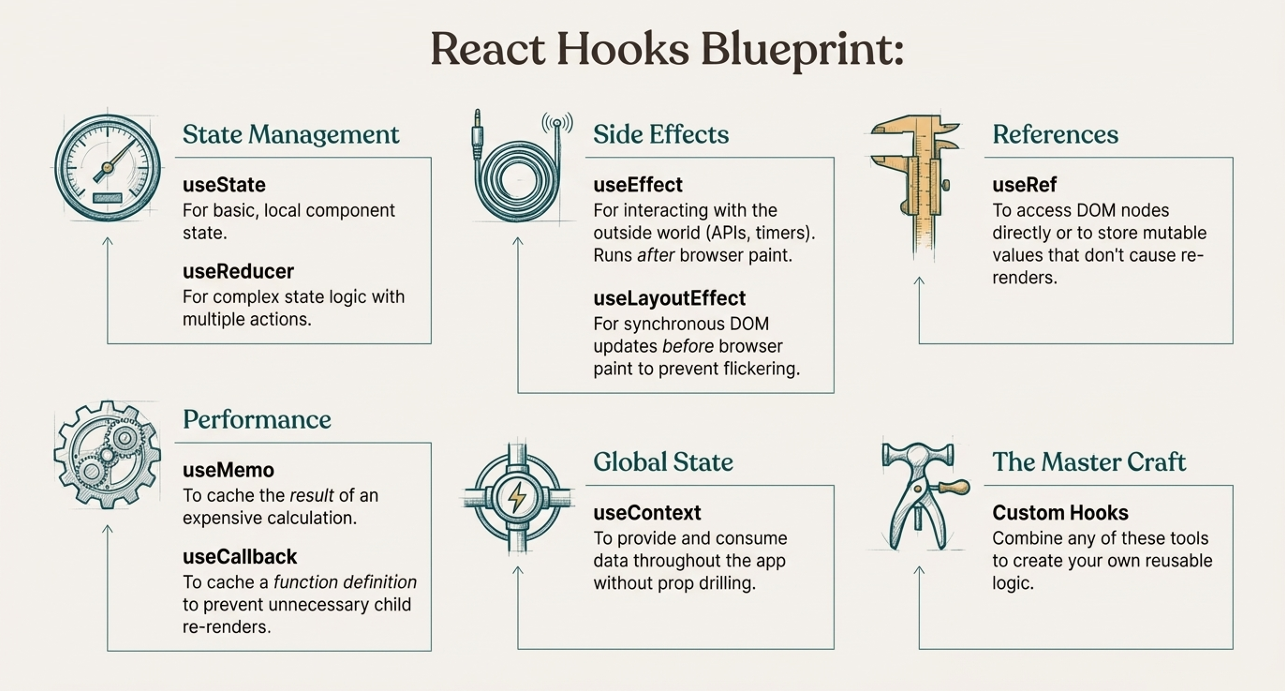 React Hooks Blueprint:
State Management
useState
For basic, local component
state.
useReducer
For complex state logic with
multiple actions.
Side Effects
useEffect
For interacting with the
outside world (APIs, timers).
Runs after browser paint.
useLayoutEffect
For synchronous DOM
updates before browser
paint to prevent flickering.
References
useRef
To access DOM nodes
directly or to store mutable
values that don't cause re-
renders.
Performance
useMemo
To cache the result of an
expensive calculation.
useCallback
To cache a function definition
to prevent unnecessary child
re-renders.
Global State
useContext
To provide and consume
data throughout the app
without prop drilling.
The Master Craft
Custom Hooks
Combine any of these tools
to create your own reusable
logic.